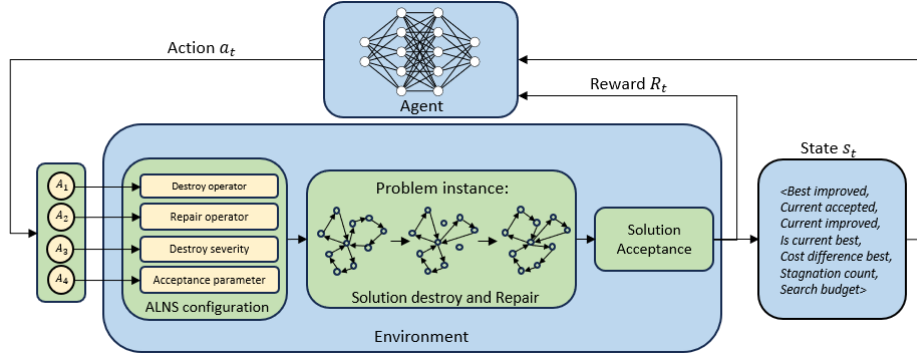 Action a_t
Agent
Reward R_t
State s_t
A_1
A_2
A_3
A_4
Destroy operator
Repair operator
Destroy severity
Acceptance parameter
ALNS configuration
Problem instance:
Solution destroy and Repair
Solution
Acceptance
Environment
<Best improved,
Current accepted,
Current improved,
Is current best,
Cost difference best,
Stagnation count,
Search budget>